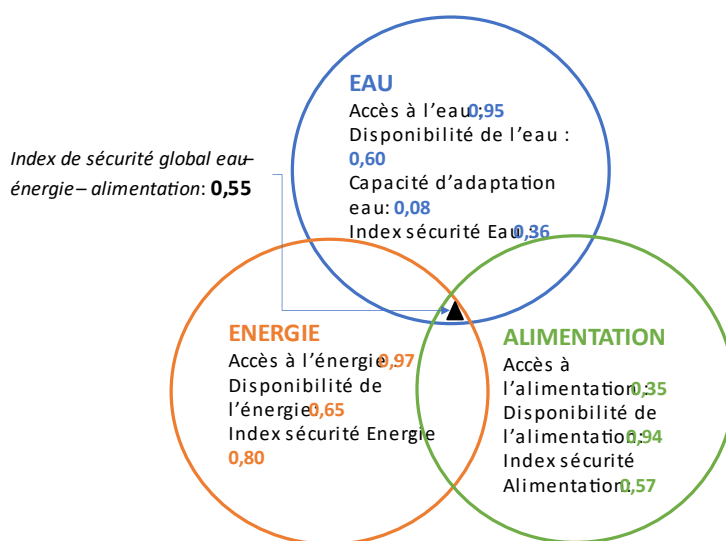 EAU
Accès à l'eau : 0,95
Disponibilité de l'eau :
0,60
Capacité d'adaptation
eau: 0,08
Index sécurité Eau : 0,36
Index de sécurité global eau–
énergie – alimentation: 0,55
ENERGIE
Accès à l'énergie: 0,97
Disponibilité de
l'énergie: 0,65
Index sécurité Energie
0,80
ALIMENTATION
Accès à
l'alimentation : 0,35
Disponibilité de
l'alimentation: 0,94
Index sécurité
Alimentation: 0,57